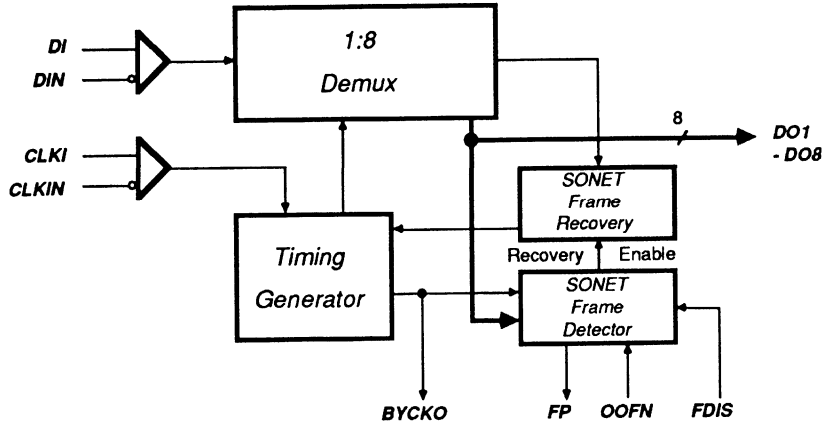 DI
DIN
1:8
Demux
8
DO1
- DO8
CLKI
CLKIN
SONET
Frame
Recovery
Timing
Generator
Recovery Enable
SONET
Frame
Detector
BYCKO
FP
OOFN
FDIS